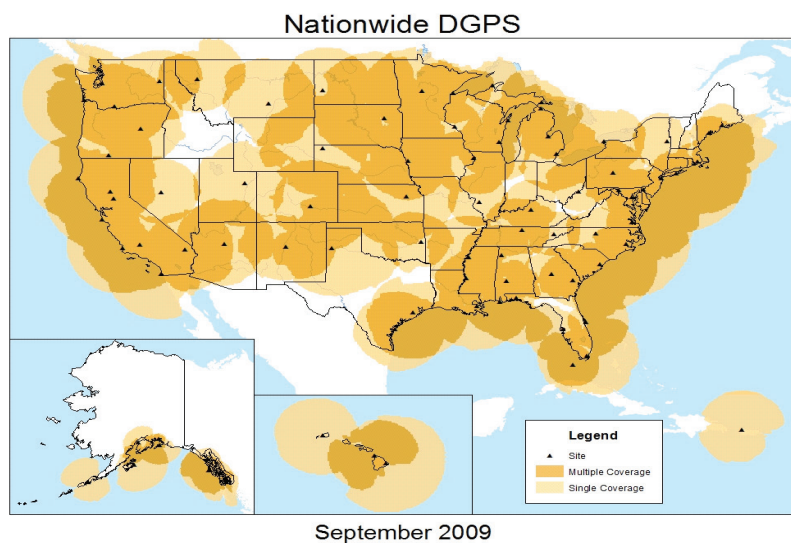 Nationwide DGPS
Legend
Site
Multiple Coverage
Single Coverage
September 2009